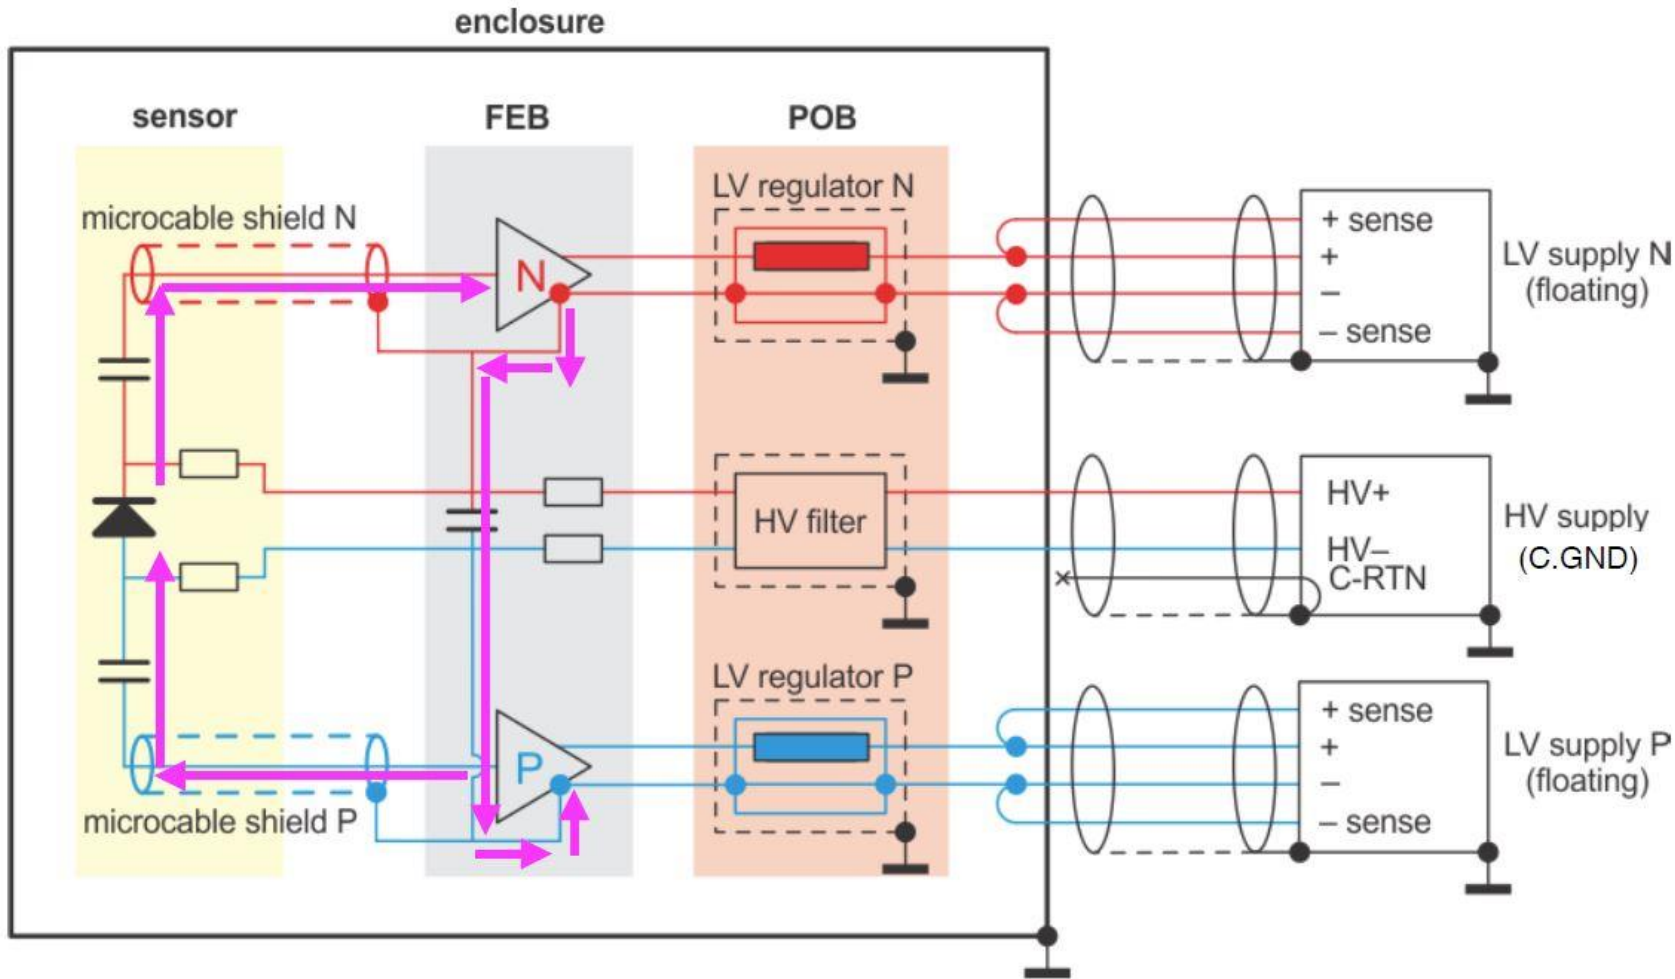 enclosure
sensor
FEB
POB
LV regulator N
microcable shield N
N
+ sense
+
–
– sense
LV supply N
(floating)
HV filter
HV+
HV–
C-RTN
HV supply
(C.GND)
LV regulator P
P
microcable shield P
+ sense
+
–
– sense
LV supply P
(floating)